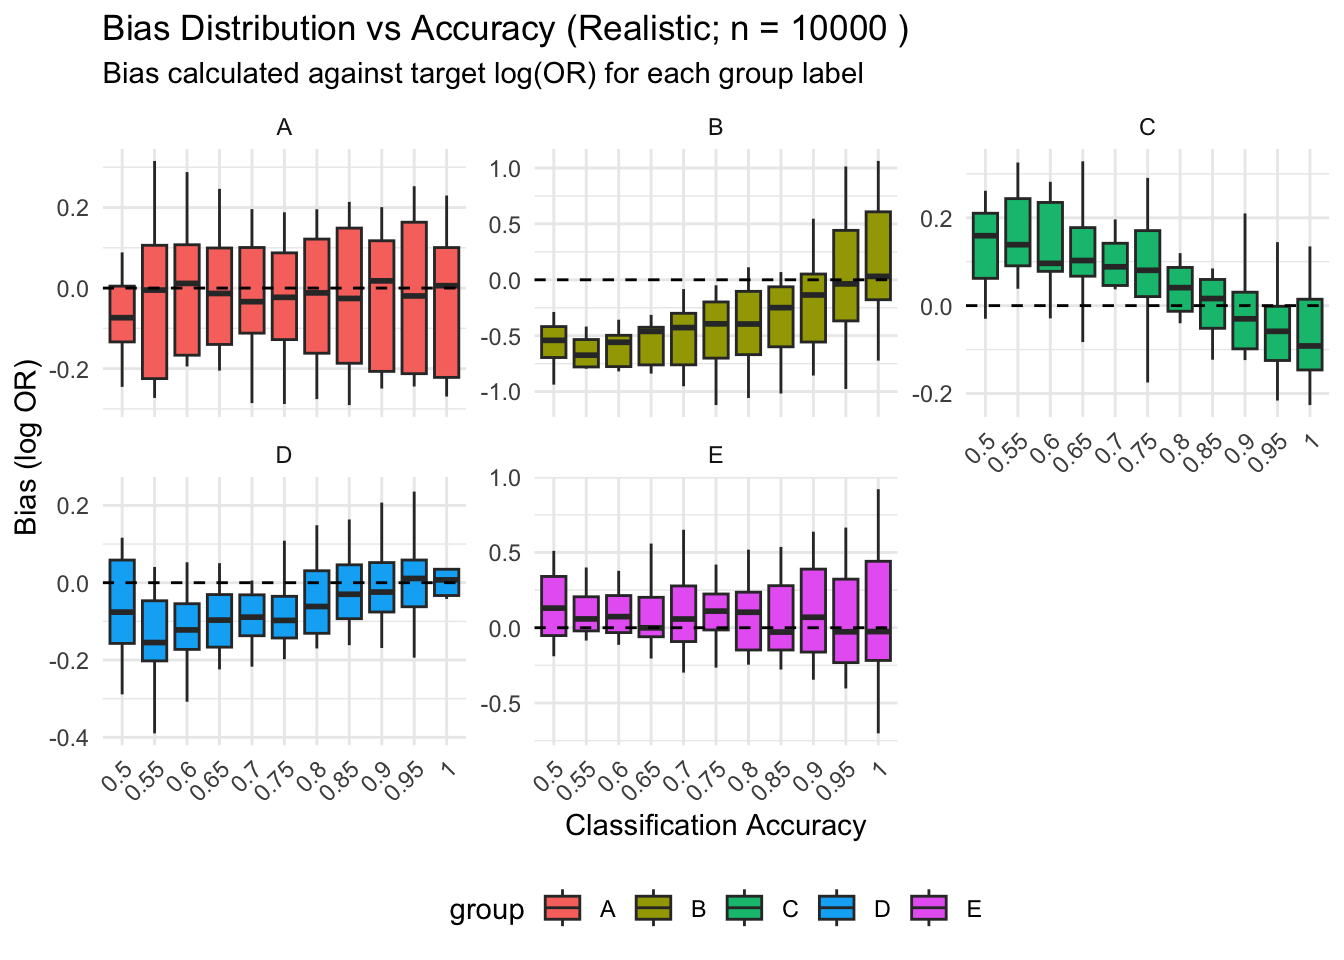 Bias Distribution vs Accuracy (Realistic; n = 10000 )
Bias calculated against target log(OR) for each group label
A
B
C
0.2
0.0
-0.2
1.0
0.5
0.0
-0.5
-1.0
0.2
0.0
-0.2
0.5 0.55 0.6 0.65 0.7 0.75 0.8 0.85 0.9 0.95 1
Bias (log OR)
D
E
0.2
0.0
-0.2
-0.4
1.0
0.5
0.0
-0.5
0.5 0.55 0.6 0.65 0.7 0.75 0.8 0.85 0.9 0.95 1
0.5 0.55 0.6 0.65 0.7 0.75 0.8 0.85 0.9 0.95 1
Classification Accuracy
group A B C D E